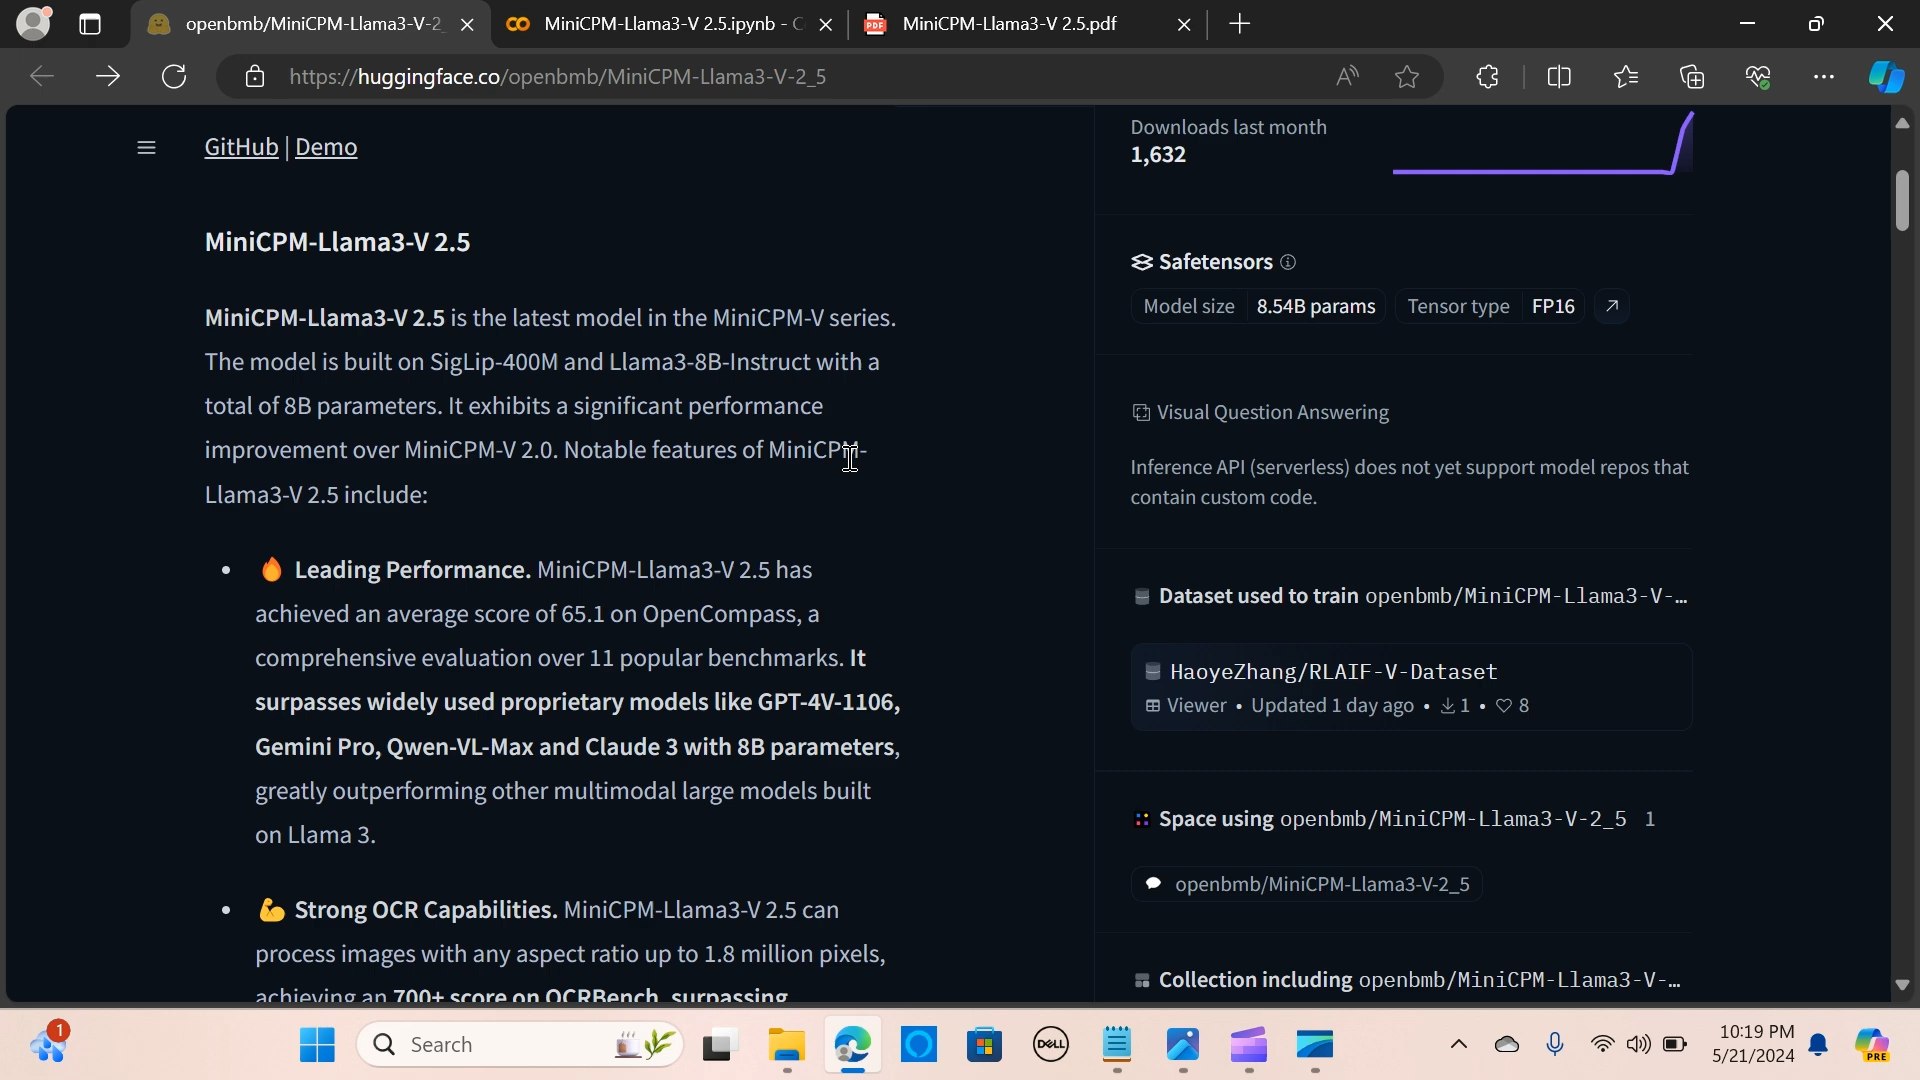 openbmb/MiniCPM-Llama3-V-2_
MiniCPM-Llama3-V 2.5.ipynb - C
MiniCPM-Llama3-V 2.5.pdf
https://huggingface.co/openbmb/MiniCPM-Llama3-V-2_5
GitHub | Demo
MiniCPM-Llama3-V 2.5
MiniCPM-Llama3-V 2.5 is the latest model in the MiniCPM-V series.
The model is built on SigLip-400M and Llama3-8B-Instruct with a
total of 8B parameters. It exhibits a significant performance
improvement over MiniCPM-V 2.0. Notable features of MiniCPM-
Llama3-V 2.5 include:
• 🔥 Leading Performance. MiniCPM-Llama3-V 2.5 has
achieved an average score of 65.1 on OpenCompass, a
comprehensive evaluation over 11 popular benchmarks. It
surpasses widely used proprietary models like GPT-4V-1106,
Gemini Pro, Qwen-VL-Max and Claude 3 with 8B parameters,
greatly outperforming other multimodal large models built
on Llama 3.
• 💪 Strong OCR Capabilities. MiniCPM-Llama3-V 2.5 can
process images with any aspect ratio up to 1.8 million pixels,
achieving an 700+ score on OCRBench, surpassing
Downloads last month
1,632
Safetensors
Model size 8.54B params Tensor type FP16
Visual Question Answering
Inference API (serverless) does not yet support model repos that
contain custom code.
Dataset used to train openbmb/MiniCPM-Llama3-V-…
HaoyeZhang/RLAIF-V-Dataset
Viewer • Updated 1 day ago • 1 • 8
Space using openbmb/MiniCPM-Llama3-V-2_5 1
openbmb/MiniCPM-Llama3-V-2_5
Collection including openbmb/MiniCPM-Llama3-V-…
1
Search
DELL
10:19 PM
5/21/2024
PRE